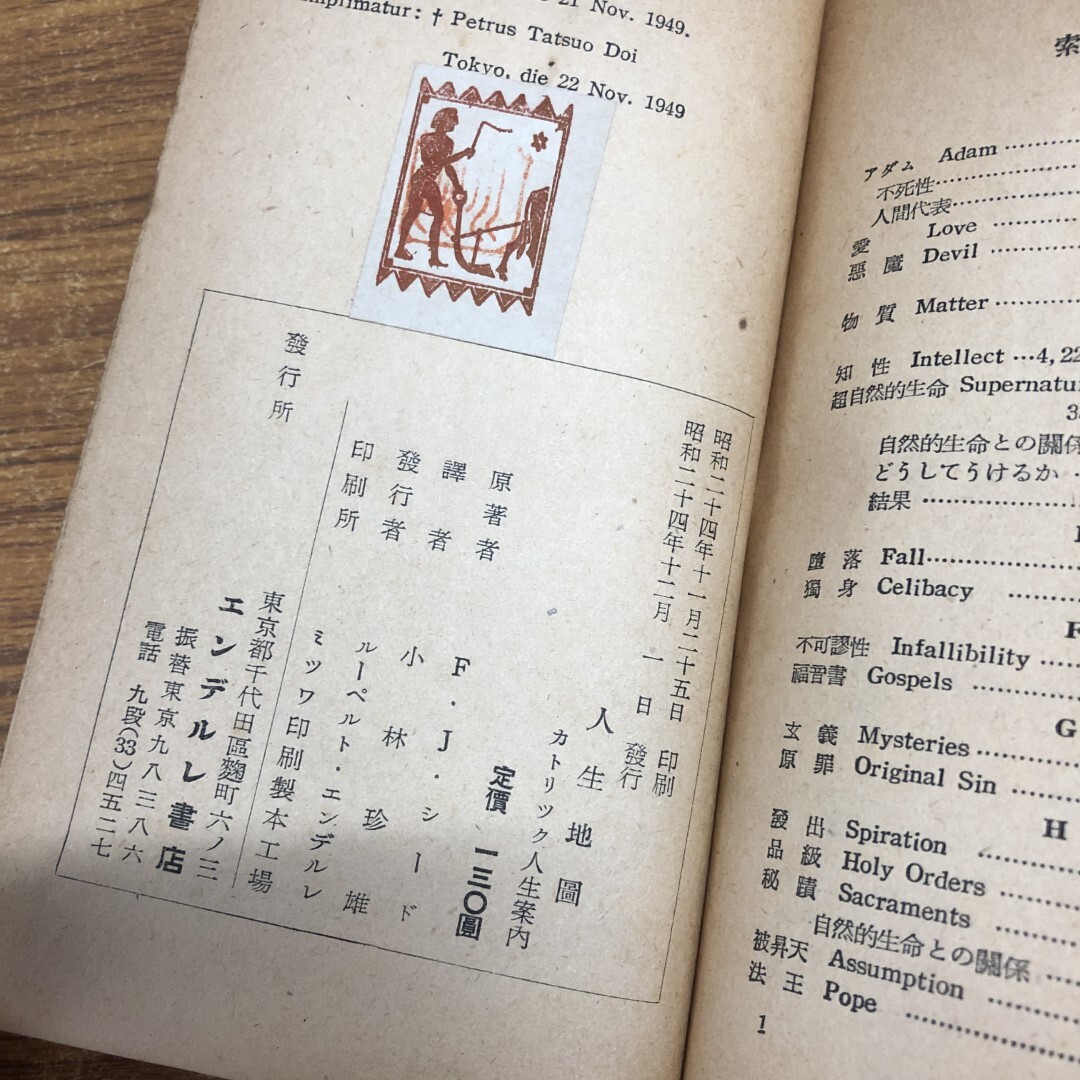 21 Nov. 1949.
mprimatur: † Petrus Tatsuo Doi
Tokyo, die 22 Nov. 1949
昭和二十四年十一月二十五日 印刷
昭和二十四年十二月 一 日 發行
人生地圖
カトリック人生案内
定價 一三〇圓
原著者 F・J・シード
譯者 小林珍雄
發行者 ルーペルト・エンデルレ
印刷所 ミツワ印刷製本工場
發行所
東京都千代田區麴町六ノ三
エンデルレ書店
振替東京九八三八六
電話 九段(33)四五二七
索
アダム Adam
不死性
人間代表
愛 Love
惡魔 Devil
物質 Matter
知性 Intellect …4, 22
超自然的生命 Supernatu
自然的生命との關係
どうしてうけるか
結果
墮落 Fall
獨身 Celibacy
F
不可謬性 Infallibility
福音書 Gospels
G
玄義 Mysteries
原罪 Original Sin
H
發出 Spiration
品級 Holy Orders
秘蹟 Sacraments
自然的生命との關係
被昇天 Assumption
法王 Pope
1